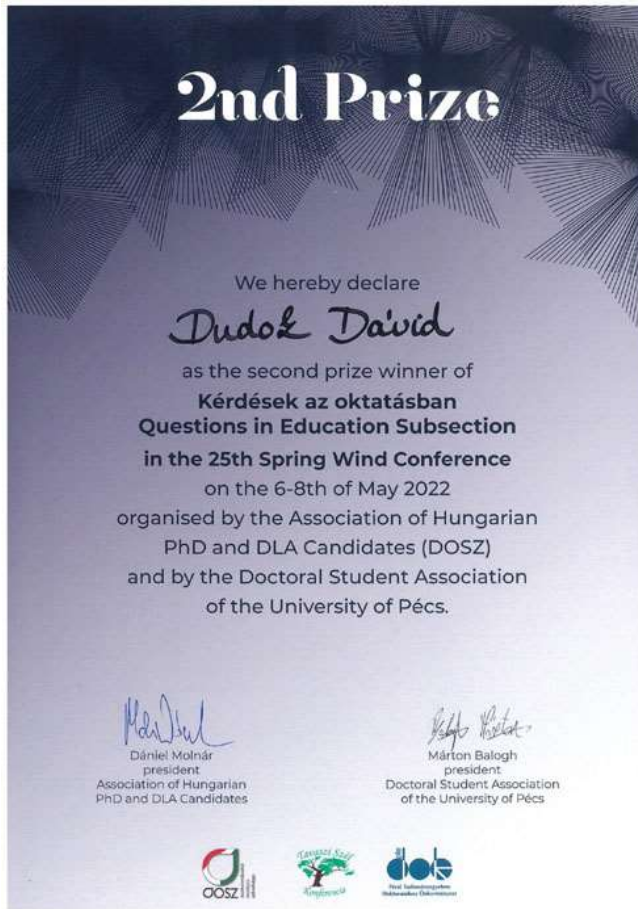 2nd Prize
We hereby declare
Dudok Dávid
as the second prize winner of
Kérdések az oktatásban
Questions in Education Subsection
in the 25th Spring Wind Conference
on the 6-8th of May 2022
organised by the Association of Hungarian
PhD and DLA Candidates (DOSZ)
and by the Doctoral Student Association
of the University of Pécs.
Dániel Molnár
president
Association of Hungarian
PhD and DLA Candidates
Márton Balogh
president
Doctoral Student Association
of the University of Pécs
DOSZ
Tavaszi Szél
Konferencia
dok